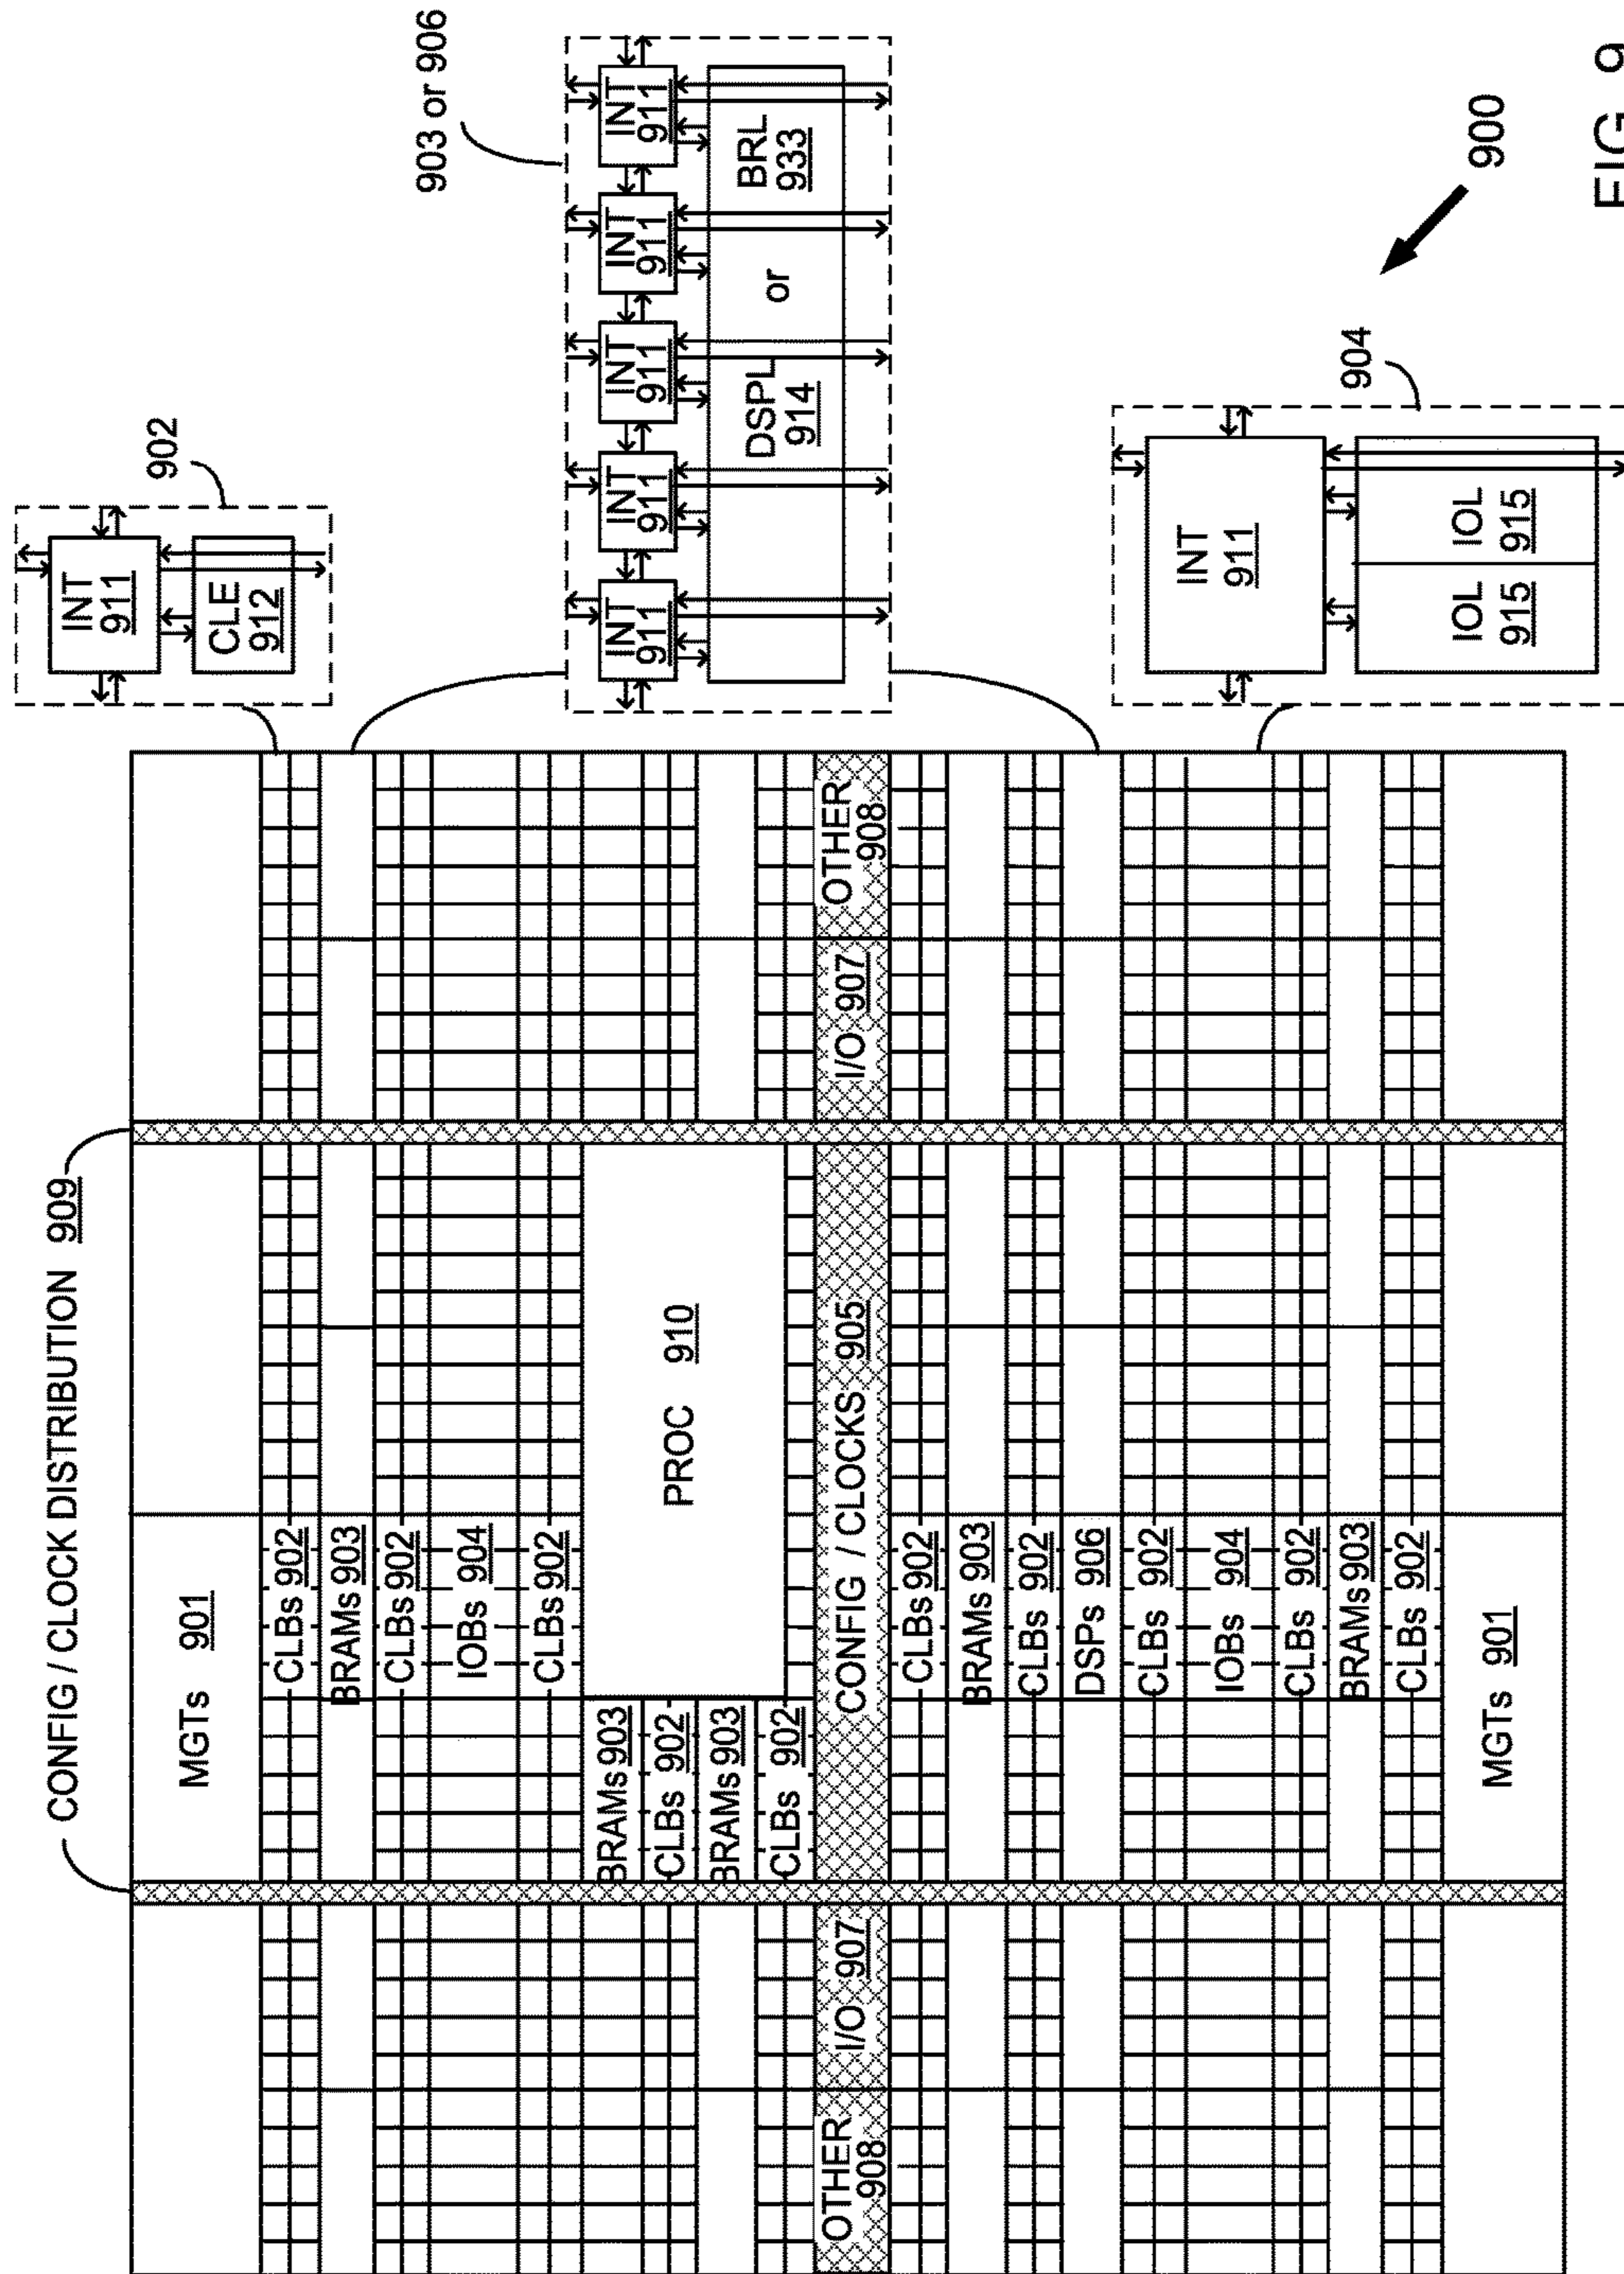 CONFIG / CLOCK DISTRIBUTION 909
MGTs 901
CLBs 902
BRAMs 903
CLBs 902
IOBs 904
CLBs 902
BRAMs 903
CLBs 902
BRAMs 903
CLBs 902
PROC 910
OTHER
908
I/O 907
CONFIG / CLOCKS 905
I/O 907
OTHER
908
CLBs 902
BRAMs 903
CLBs 902
DSPs 906
CLBs 902
IOBs 904
CLBs 902
BRAMs 903
CLBs 902
MGTs 901
902
INT
911
CLE
912
903 or 906
INT
911
INT
911
INT
911
INT
911
INT
911
DSPL
914
or
BRL
933
904
INT
911
IOL
915
IOL
915
900
FIG. 9